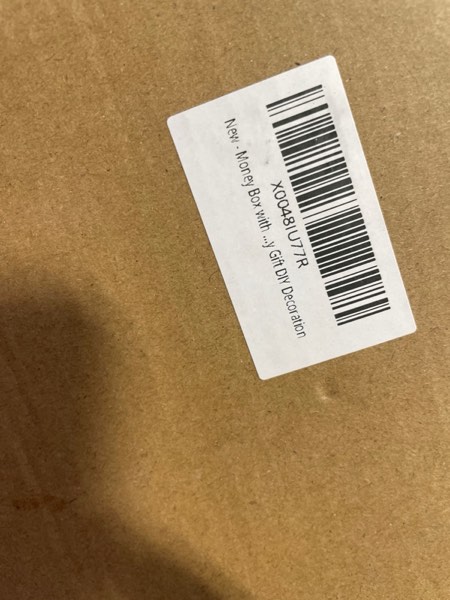 X0048IU77R
New - Money Box with ...y Gift DIY Decoration